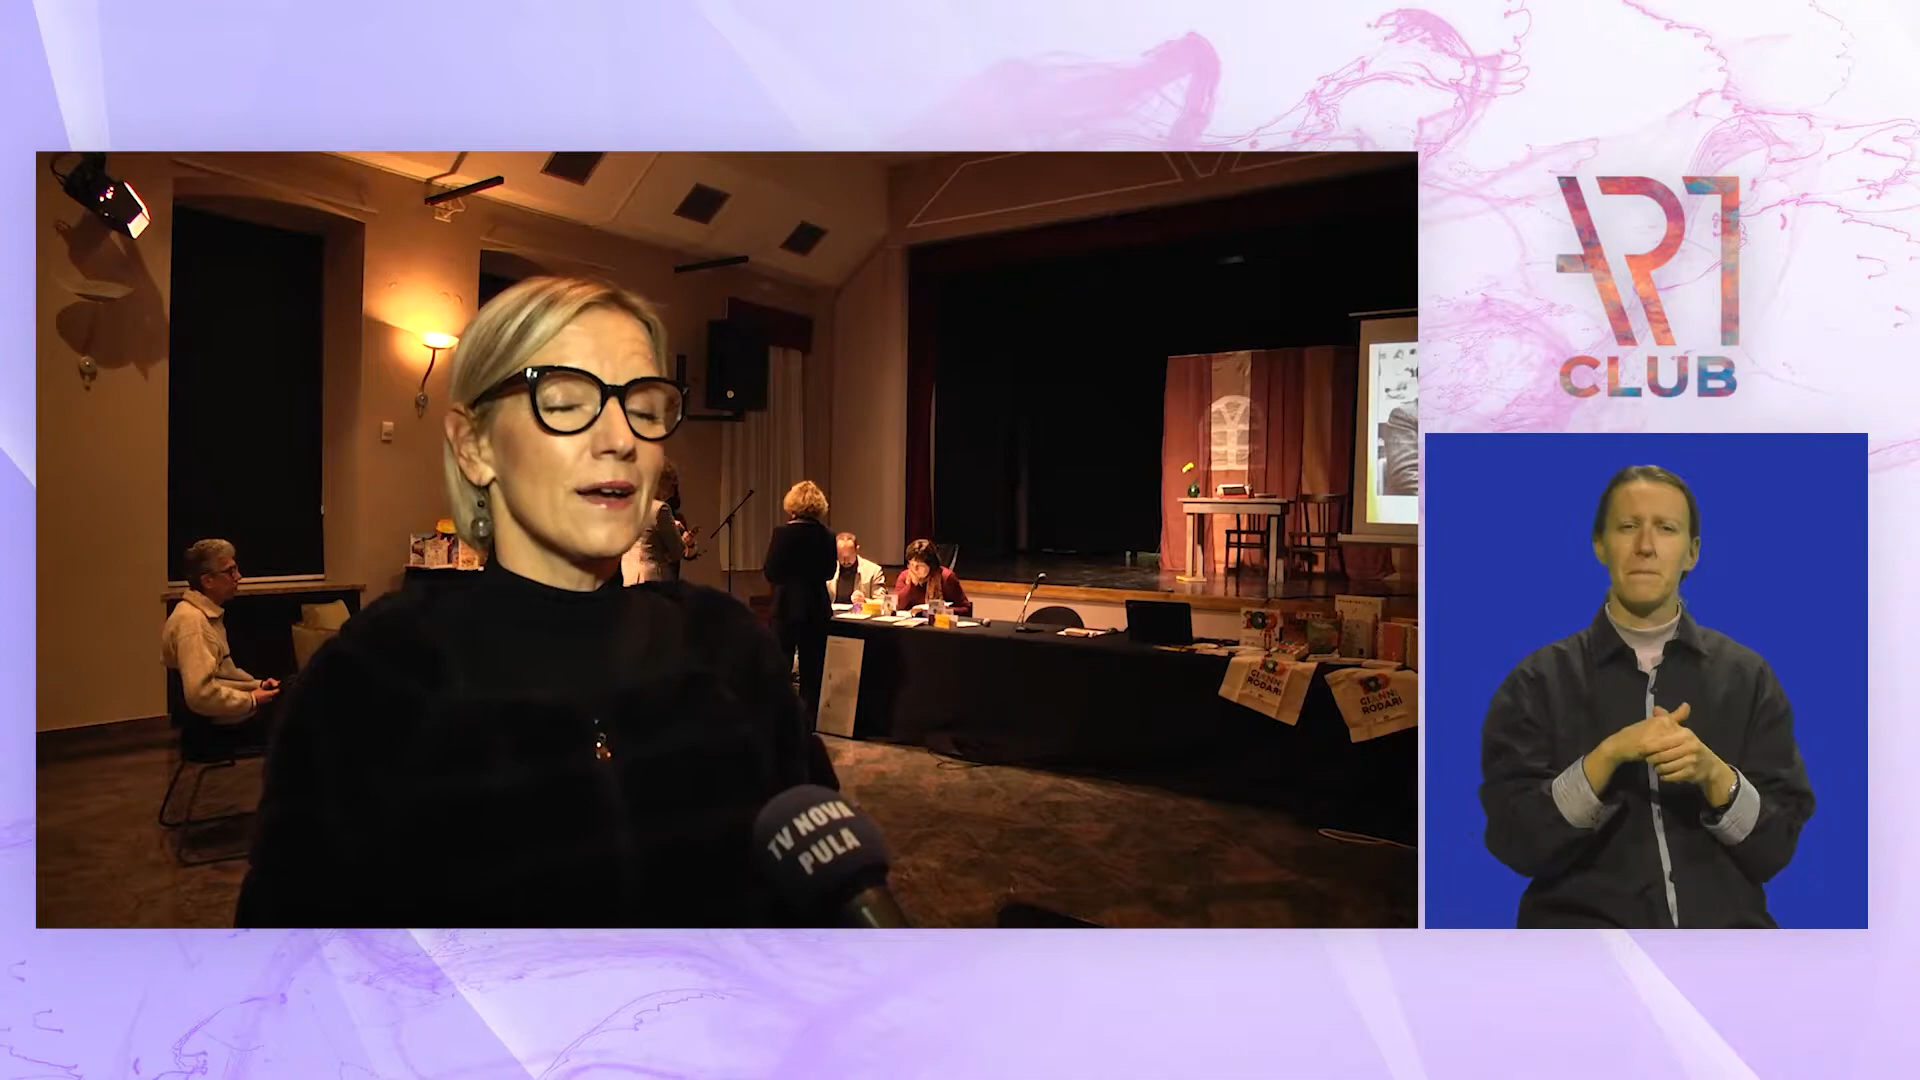 ART
CLUB
TV NOVA
PULA
GIANNI
RODARI
GIANNI
RODARI